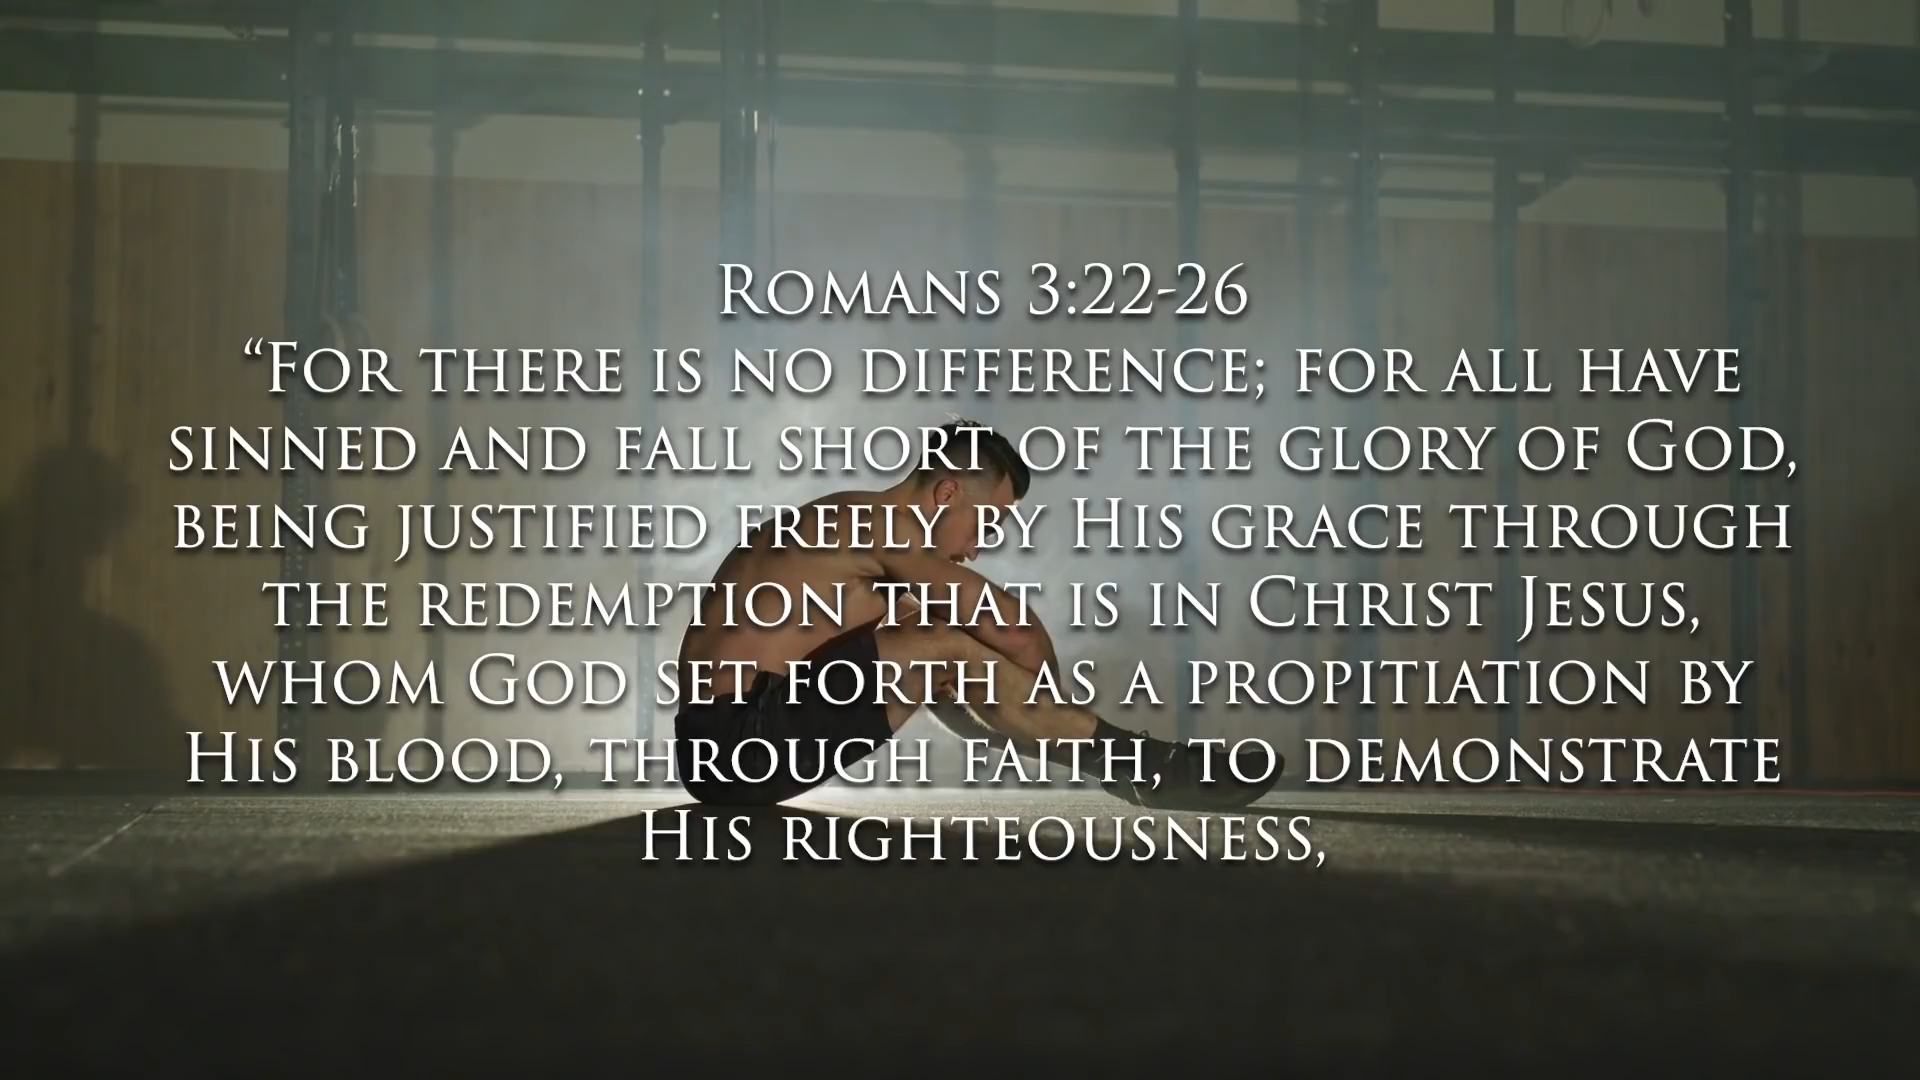 Romans 3:22-26
“For there is no difference; for all have
sinned and fall short of the glory of God,
being justified freely by His grace through
the redemption that is in Christ Jesus,
whom God set forth as a propitiation by
His blood, through faith, to demonstrate
His righteousness,